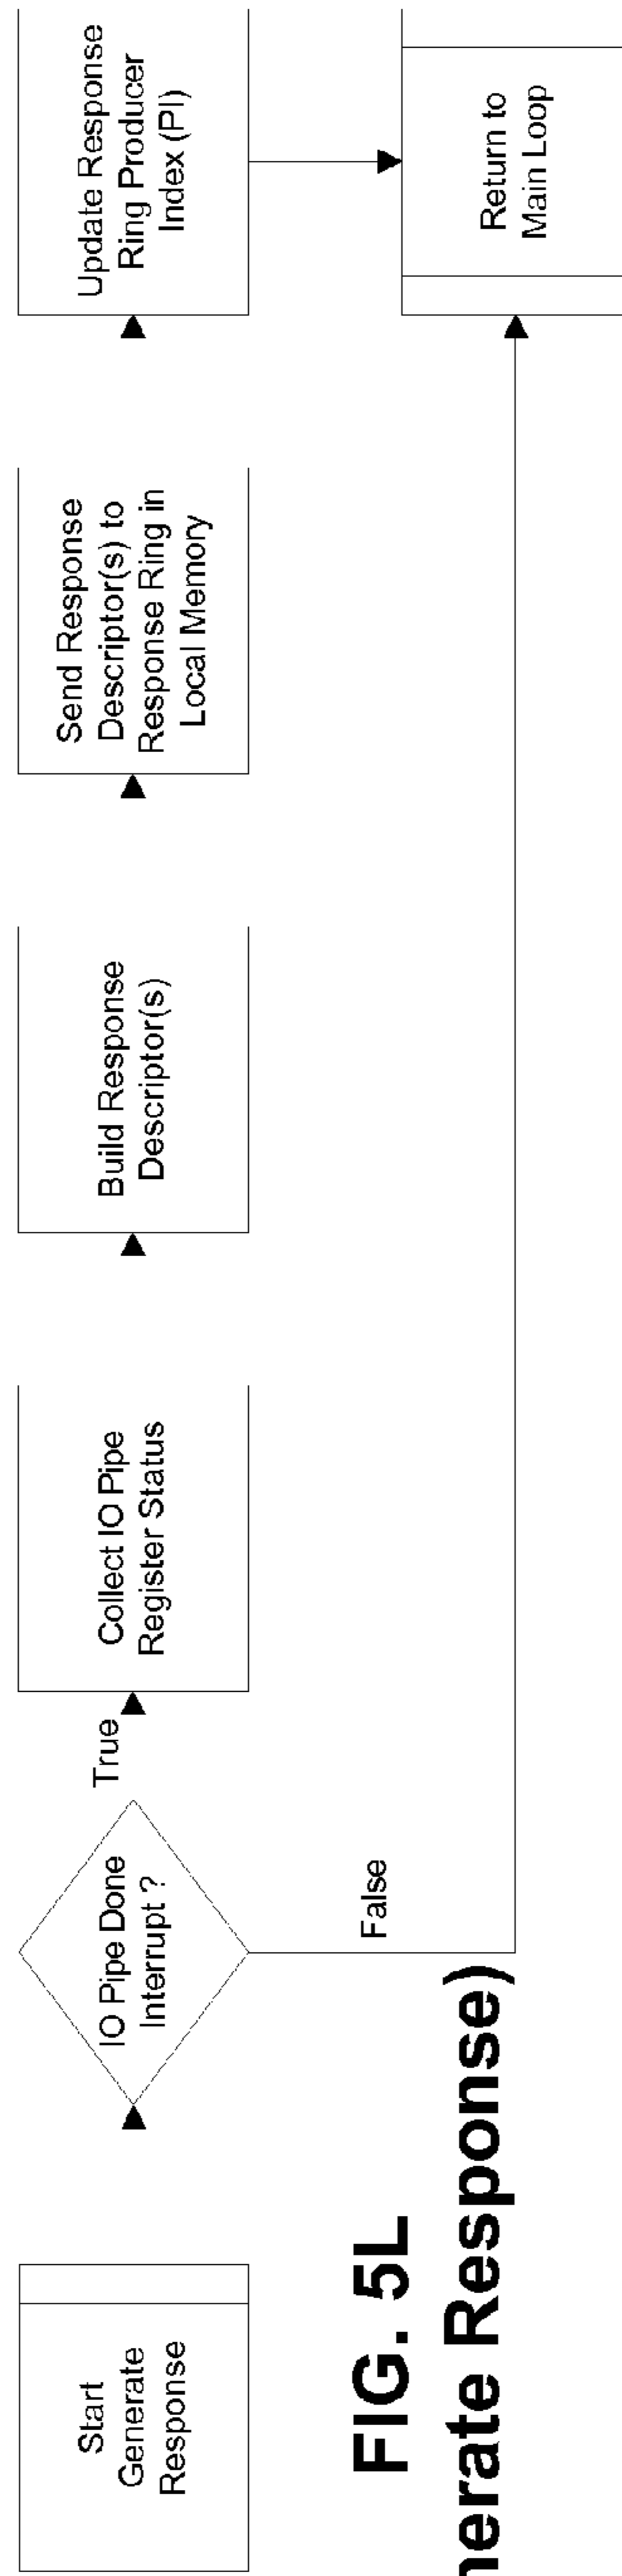 Start
Generate
Response
IO Pipe Done
Interrupt ?
True
False
Collect IO Pipe
Register Status
Build Response
Descriptor(s)
Send Response
Descriptor(s) to
Response Ring in
Local Memory
Update Response
Ring Producer
Index (PI)
Return to
Main Loop
FIG. 5L
nerate Response)